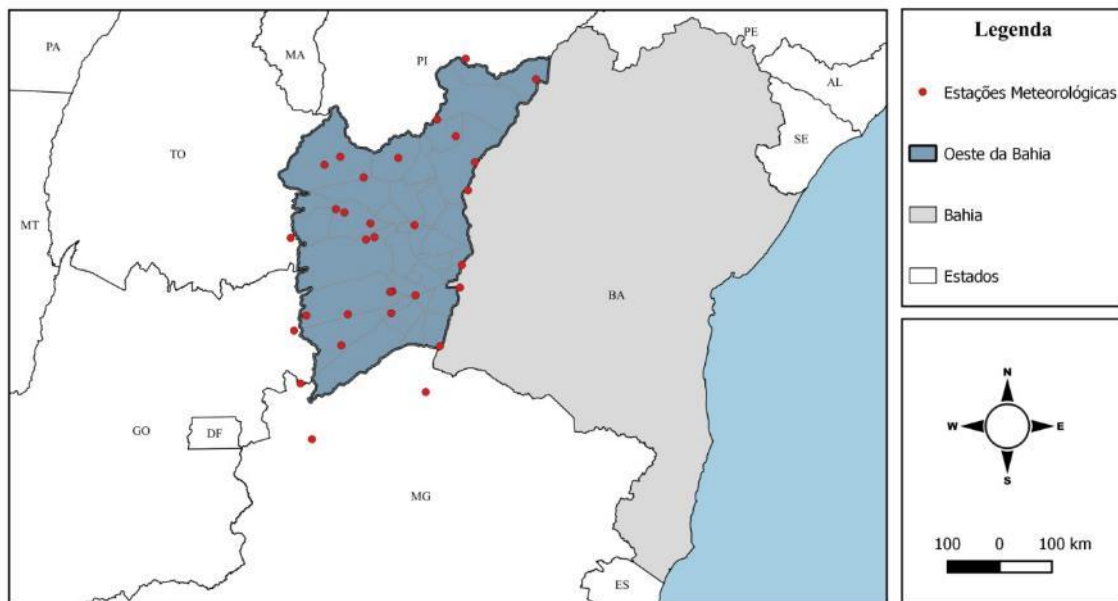 PA
MA
PI
PE
AL
SE
TO
MT
BA
GO
DF
MG
ES
Legenda
Estações Meteorológicas
Oeste da Bahia
Bahia
Estados
N
W
E
S
100 0 100 km